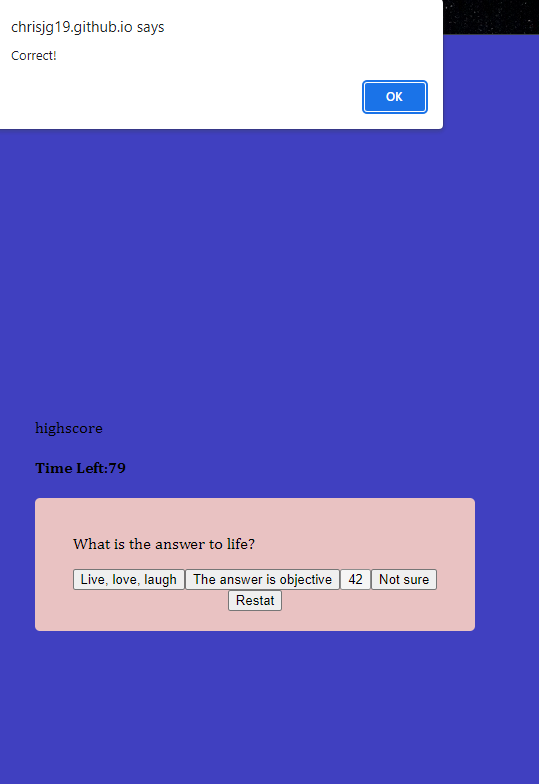 chrisjg19.github.io says
Correct!
OK
highscore
Time Left:79
What is the answer to life?
Live, love, laugh The answer is objective 42 Not sure
Restat